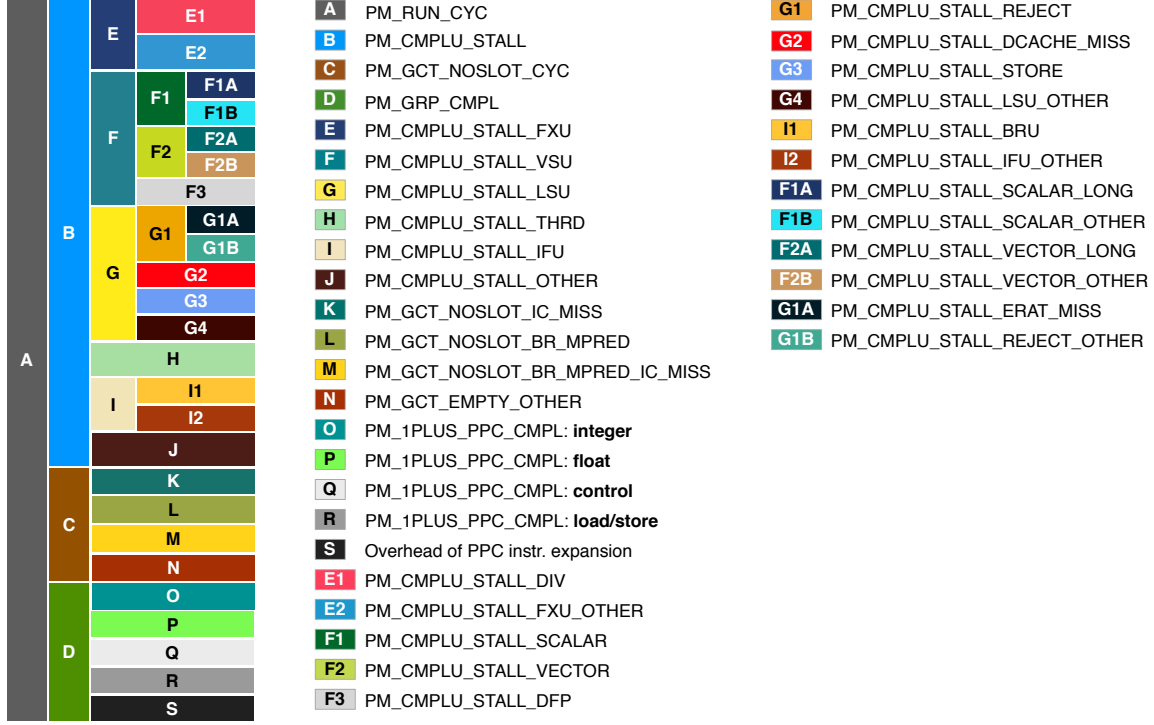 A
B
C
D
E
F
G
H
I
J
K
L
M
N
O
P
Q
R
S
E1
E2
F1
F2
F3
F1A
F1B
F2A
F2B
G1
G2
G3
G4
G1A
G1B
I1
I2
A PM_RUN_CYC
B PM_CMPLU_STALL
C PM_GCT_NOSLOT_CYC
D PM_GRP_CMPL
E PM_CMPLU_STALL_FXU
F PM_CMPLU_STALL_VSU
G PM_CMPLU_STALL_LSU
H PM_CMPLU_STALL_THRD
I PM_CMPLU_STALL_IFU
J PM_CMPLU_STALL_OTHER
K PM_GCT_NOSLOT_IC_MISS
L PM_GCT_NOSLOT_BR_MPRED
M PM_GCT_NOSLOT_BR_MPRED_IC_MISS
N PM_GCT_EMPTY_OTHER
O PM_1PLUS_PPC_CMPL: integer
P PM_1PLUS_PPC_CMPL: float
Q PM_1PLUS_PPC_CMPL: control
R PM_1PLUS_PPC_CMPL: load/store
S Overhead of PPC instr. expansion
E1 PM_CMPLU_STALL_DIV
E2 PM_CMPLU_STALL_FXU_OTHER
F1 PM_CMPLU_STALL_SCALAR
F2 PM_CMPLU_STALL_VECTOR
F3 PM_CMPLU_STALL_DFP
G1 PM_CMPLU_STALL_REJECT
G2 PM_CMPLU_STALL_DCACHE_MISS
G3 PM_CMPLU_STALL_STORE
G4 PM_CMPLU_STALL_LSU_OTHER
I1 PM_CMPLU_STALL_BRU
I2 PM_CMPLU_STALL_IFU_OTHER
F1A PM_CMPLU_STALL_SCALAR_LONG
F1B PM_CMPLU_STALL_SCALAR_OTHER
F2A PM_CMPLU_STALL_VECTOR_LONG
F2B PM_CMPLU_STALL_VECTOR_OTHER
G1A PM_CMPLU_STALL_ERAT_MISS
G1B PM_CMPLU_STALL_REJECT_OTHER